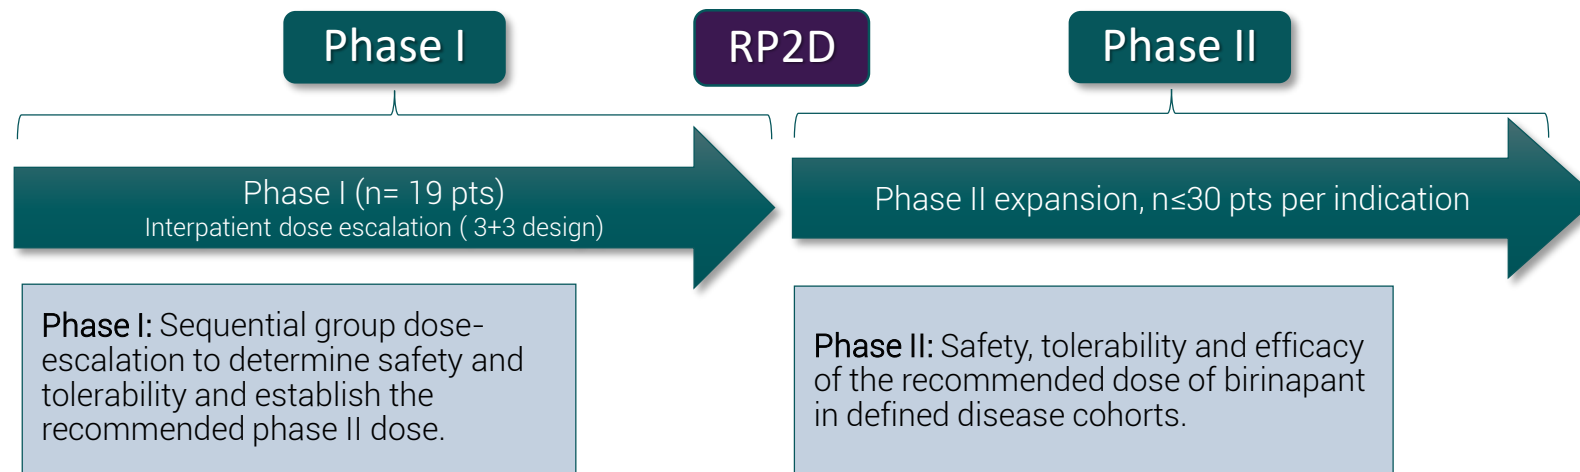 Phase I
RP2D
Phase II
Phase I (n= 19 pts)
Interpatient dose escalation ( 3+3 design)
Phase II expansion, n≤30 pts per indication
Phase I: Sequential group dose-
escalation to determine safety and
tolerability and establish the
recommended phase II dose.
Phase II: Safety, tolerability and efficacy
of the recommended dose of birinapant
in defined disease cohorts.